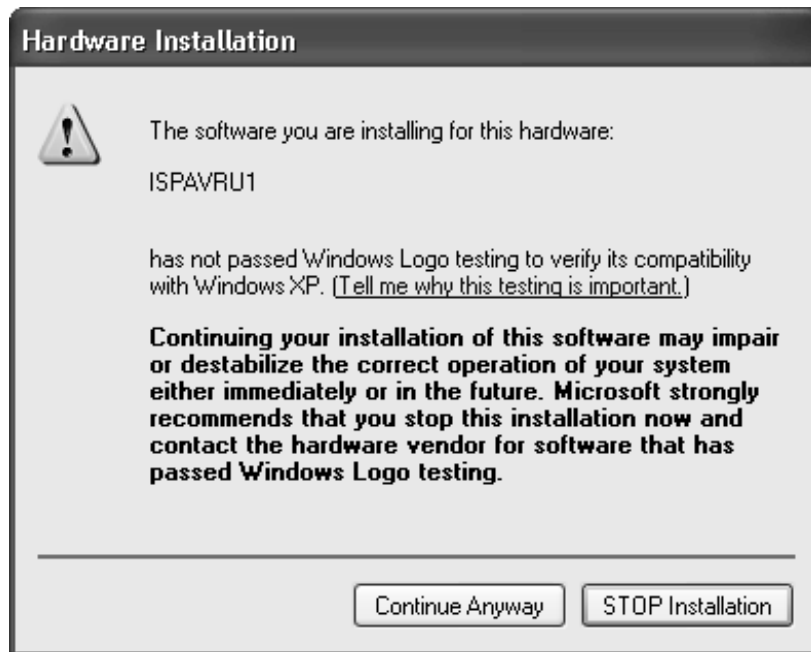 Hardware Installation
The software you are installing for this hardware:
ISPAVRU1
has not passed Windows Logo testing to verify its compatibility
with Windows XP. (Tell me why this testing is important.)
Continuing your installation of this software may impair
or destabilize the correct operation of your system
either immediately or in the future. Microsoft strongly
recommends that you stop this installation now and
contact the hardware vendor for software that has
passed Windows Logo testing.
Continue Anyway
STOP Installation